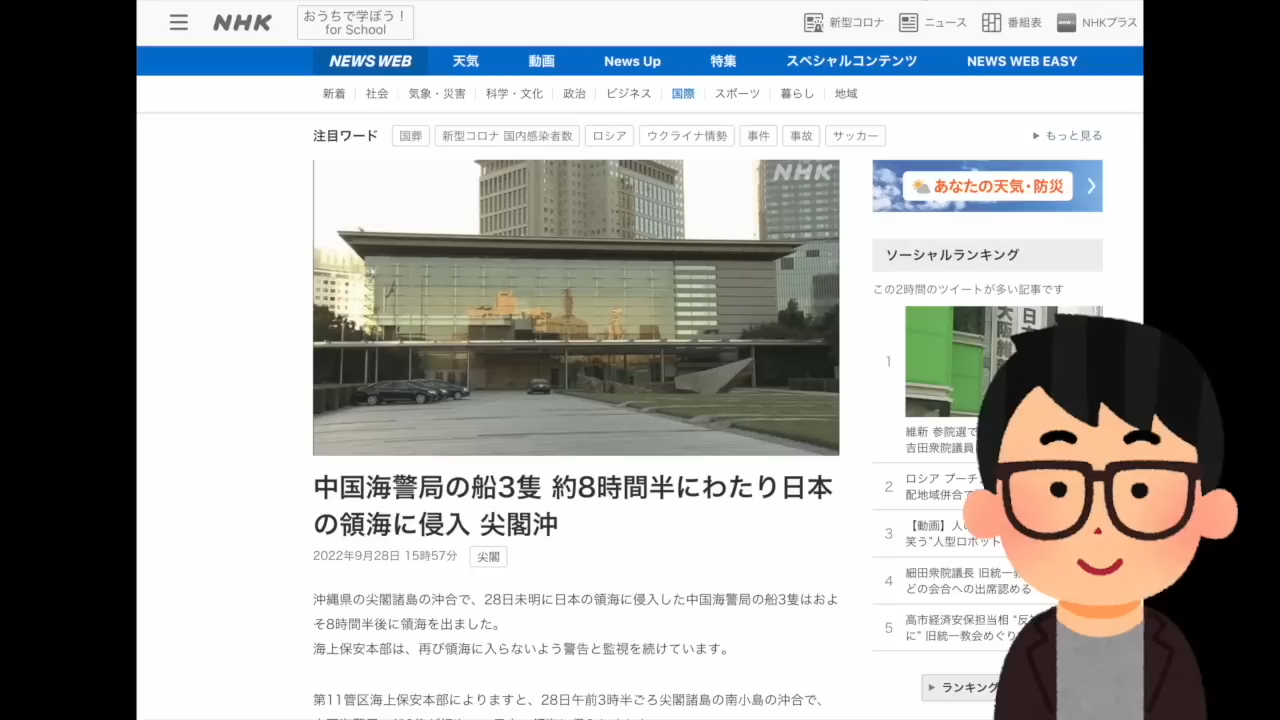 NHK
おうちで学ぼう！
for School
新型コロナ
ニュース
番組表
NHKプラス
NEWS WEB
天気
動画
News Up
特集
スペシャルコンテンツ
NEWS WEB EASY
新着
社会
気象・災害
科学・文化
政治
ビジネス
国際
スポーツ
暮らし
地域
注目ワード
国葬
新型コロナ 国内感染者数
ロシア
ウクライナ情勢
事件
事故
サッカー
もっと見る
NHK
中国海警局の船3隻 約8時間半にわたり日本
の領海に侵入 尖閣沖
2022年9月28日 15時57分
尖閣
沖縄県の尖閣諸島の沖合で、28日未明に日本の領海に侵入した中国海警局の船3隻はおよ
そ8時間半後に領海を出ました。
海上保安本部は、再び領海に入らないよう警告と監視を続けています。
第11管区海上保安本部によりますと、28日午前3時半ごろ尖閣諸島の南小島の沖合で、
あなたの天気・防災
ソーシャルランキング
この2時間のツイートが多い記事です
1
維新 参院選で
吉田衆院議員
2
ロシア プーチ
配地域併合で
3
【動画】人の
笑う"人型ロボット
4
細田衆院議長 旧統一教
どの会合への出席認める
5
高市経済安保担当相 "反
に" 旧統一教会めぐり
ランキング